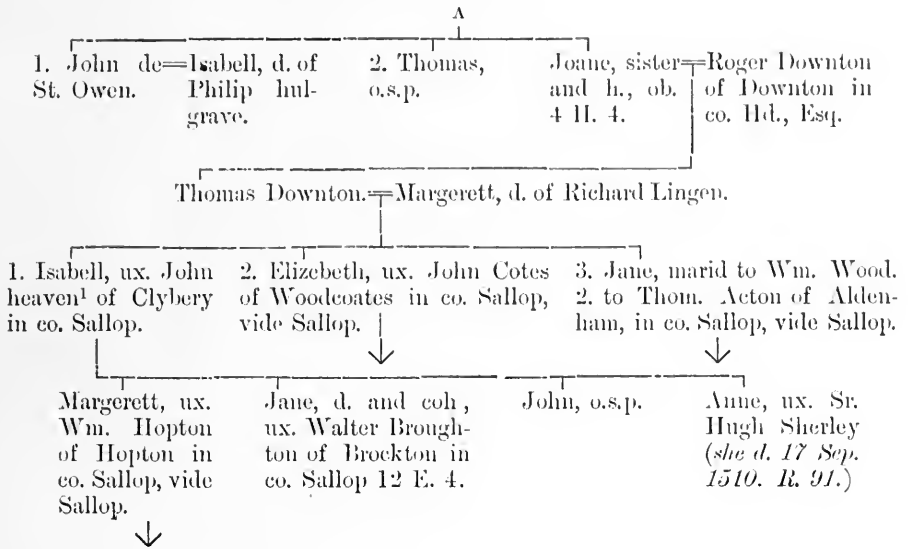 A
1. John de
St. Owen.
Isabell, d. of
Philip hul-
grave.
2. Thomas,
o.s.p.
Joane, sister
and h., ob.
4 H. 4.
Roger Downton
of Downton in
co. Hd., Esq.
Thomas Downton.
Margerett, d. of Richard Lingen.
1. Isabell, ux. John
heaven¹ of Clybery
in co. Sallop.
2. Elizebeth, ux. John Cotes
of Woodcoates in co. Sallop,
vide Sallop.
3. Jane, marid to Wm. Wood.
2. to Thom. Acton of Alden-
ham, in co. Sallop, vide Sallop.
Margerett, ux.
Wm. Hopton
of Hopton in
co. Sallop, vide
Sallop.
Jane, d. and coh,
ux. Walter Brough-
ton of Brockton in
co. Sallop 12 E. 4.
John, o.s.p.
Anne, ux. Sr.
Hugh Sherley
(she d. 17 Sep.
1510. R. 91.)